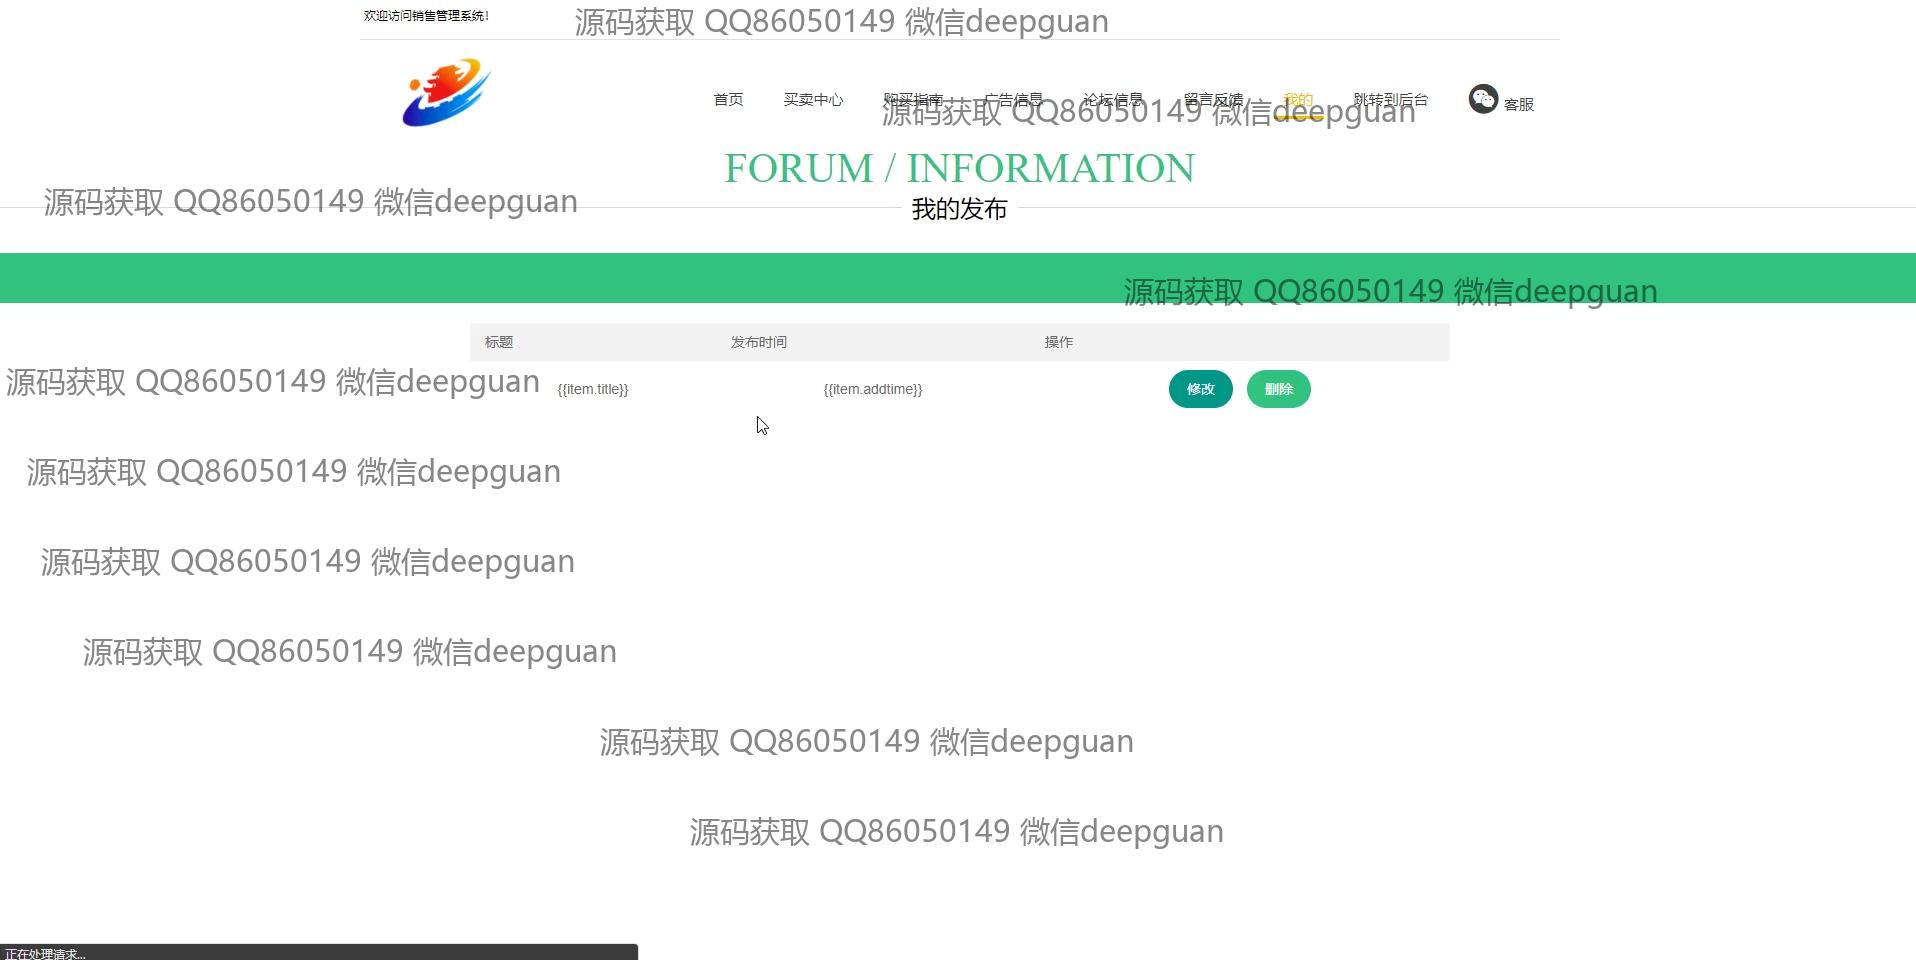 欢迎访问销售管理系统!
源码获取 QQ86050149 微信deepguan
首页 买卖中心 购买指南 广告信息 论坛信息 留言反馈 我的 跳转到后台 客服
源码获取 QQ86050149 微信deepguan
FORUM / INFORMATION
源码获取 QQ86050149 微信deepguan
我的发布
源码获取 QQ86050149 微信deepguan
标题 发布时间 操作
源码获取 QQ86050149 微信deepguan
{{item.title}} {{item.addtime}} 修改 删除
源码获取 QQ86050149 微信deepguan
源码获取 QQ86050149 微信deepguan
源码获取 QQ86050149 微信deepguan
源码获取 QQ86050149 微信deepguan
源码获取 QQ86050149 微信deepguan
正在处理请求...